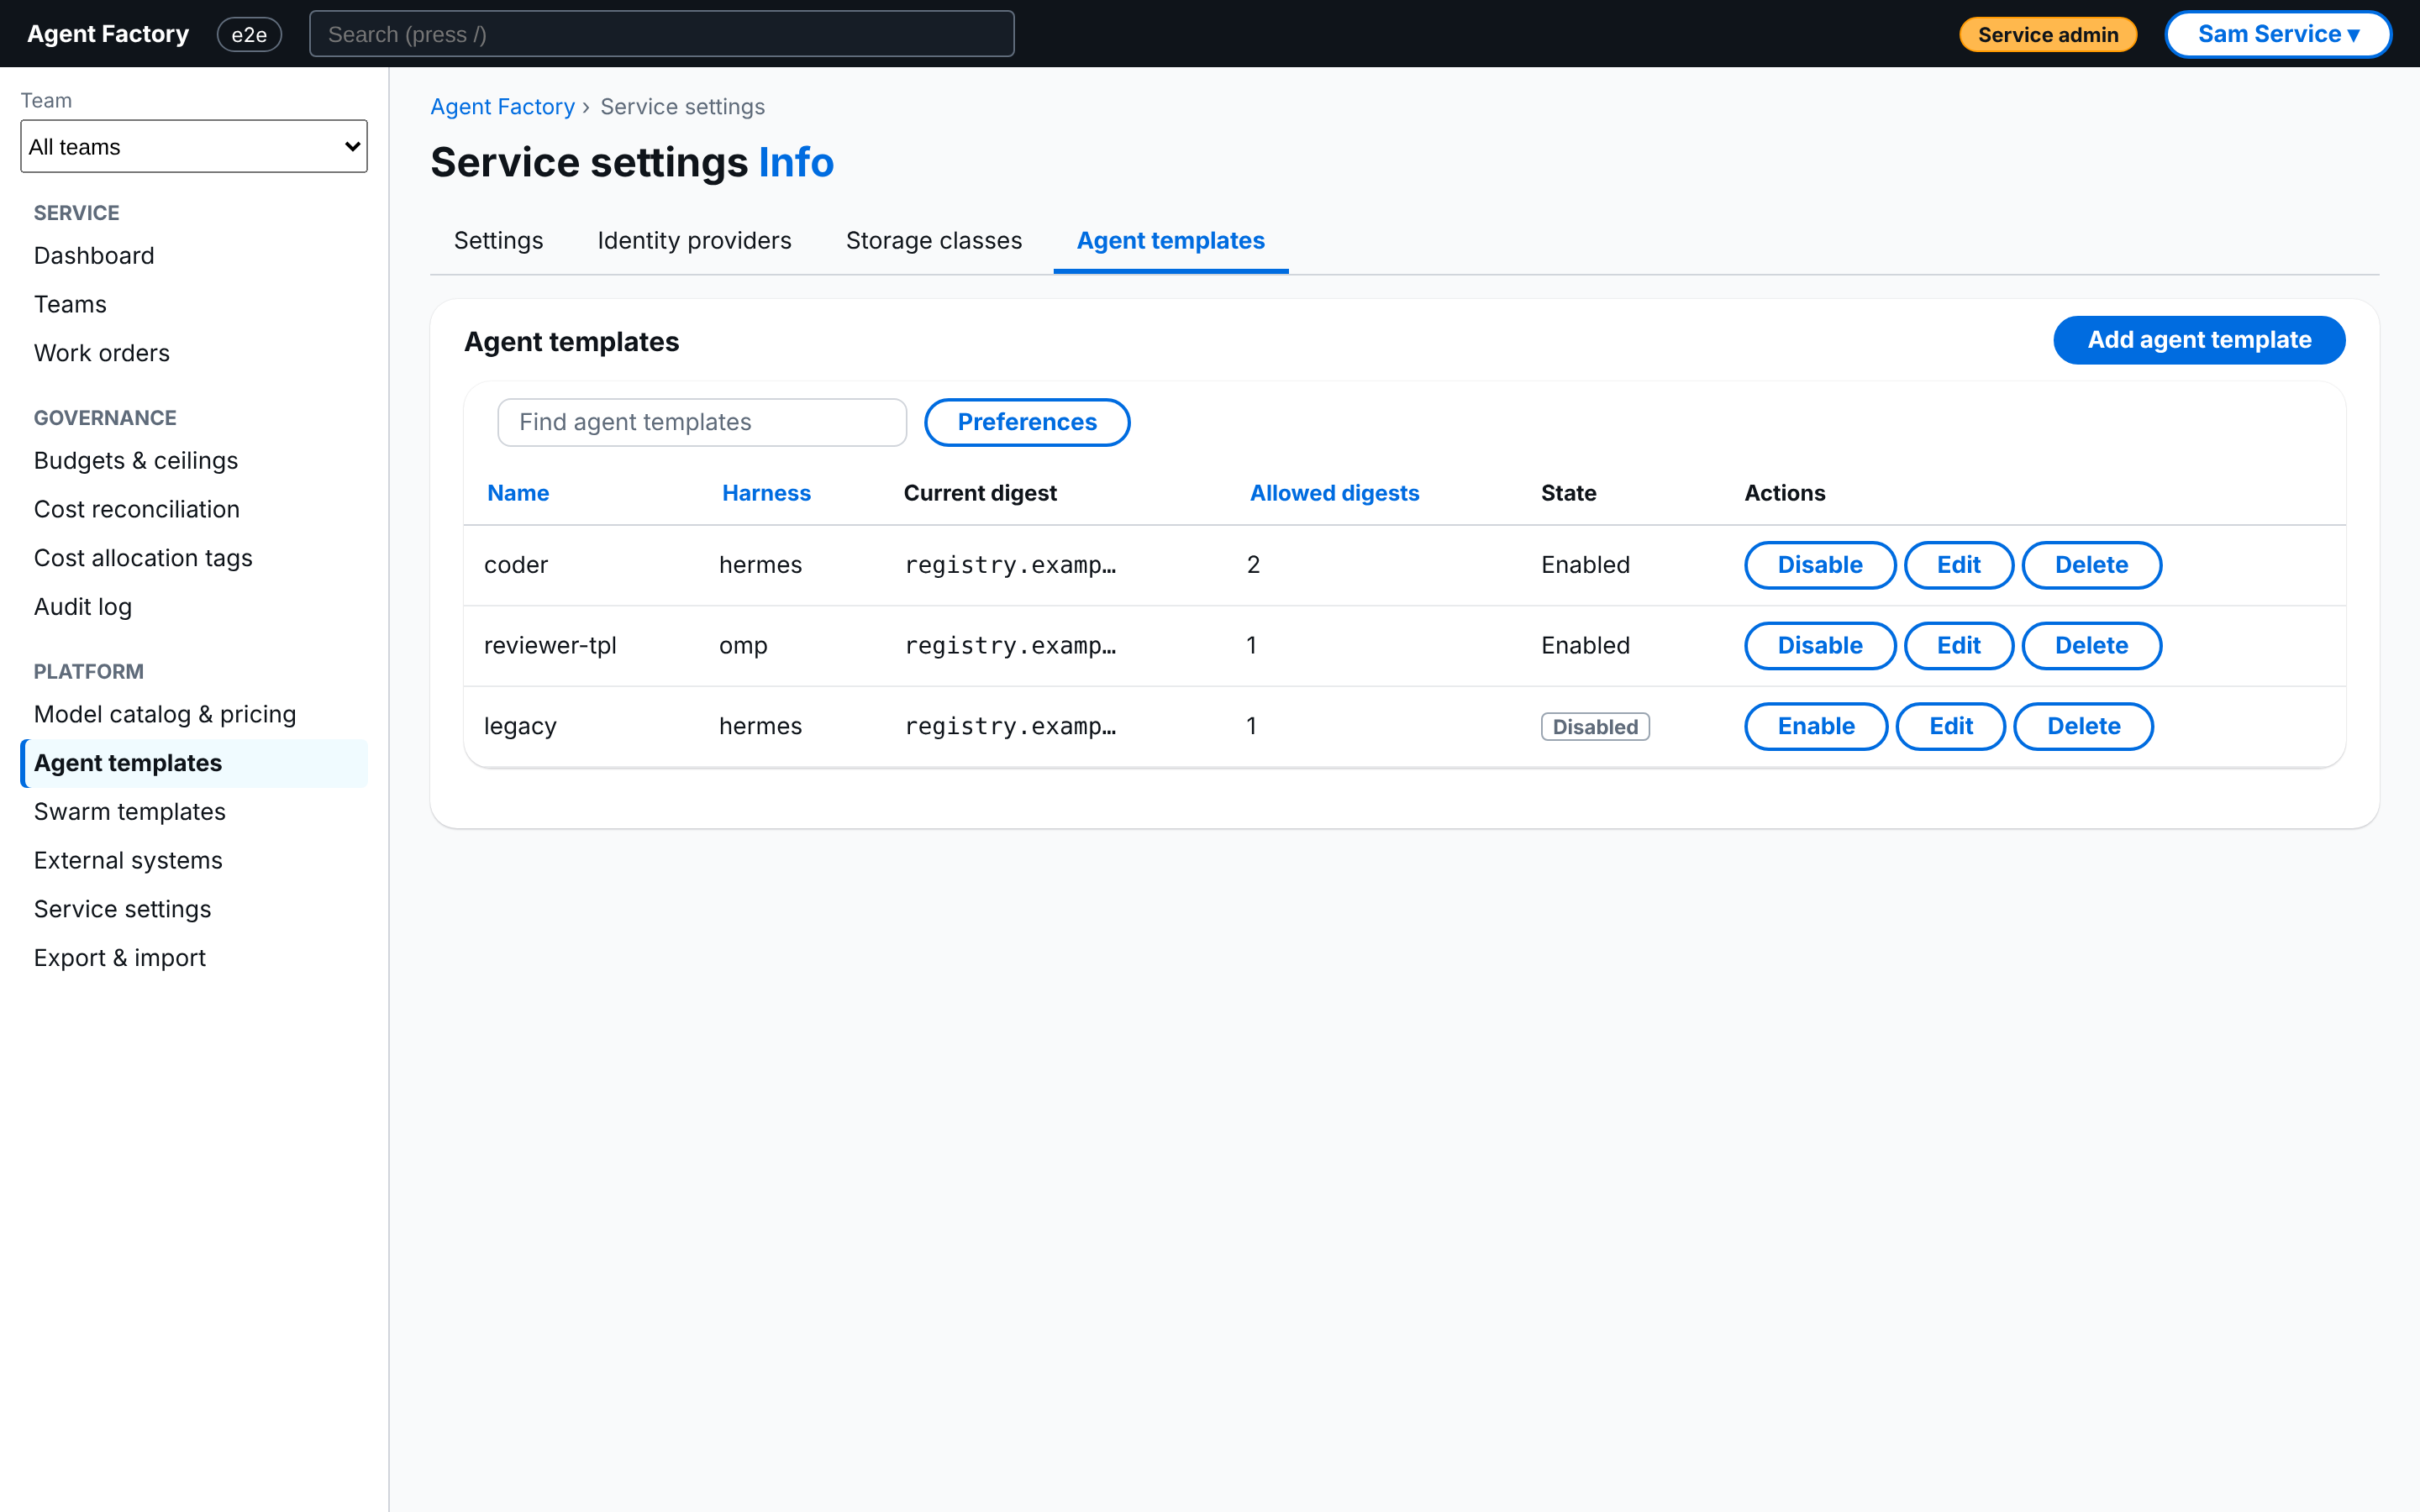 Agent Factory e2e Search (press /) Service admin Sam Service ▾
Team
All teams
SERVICE
Dashboard
Teams
Work orders
GOVERNANCE
Budgets & ceilings
Cost reconciliation
Cost allocation tags
Audit log
PLATFORM
Model catalog & pricing
Agent templates
Swarm templates
External systems
Service settings
Export & import
Agent Factory › Service settings
Service settings Info
Settings Identity providers Storage classes Agent templates
Agent templates Add agent template
Find agent templates Preferences
Name Harness Current digest Allowed digests State Actions
coder hermes registry.examp… 2 Enabled Disable Edit Delete
reviewer-tpl omp registry.examp… 1 Enabled Disable Edit Delete
legacy hermes registry.examp… 1 Disabled Enable Edit Delete